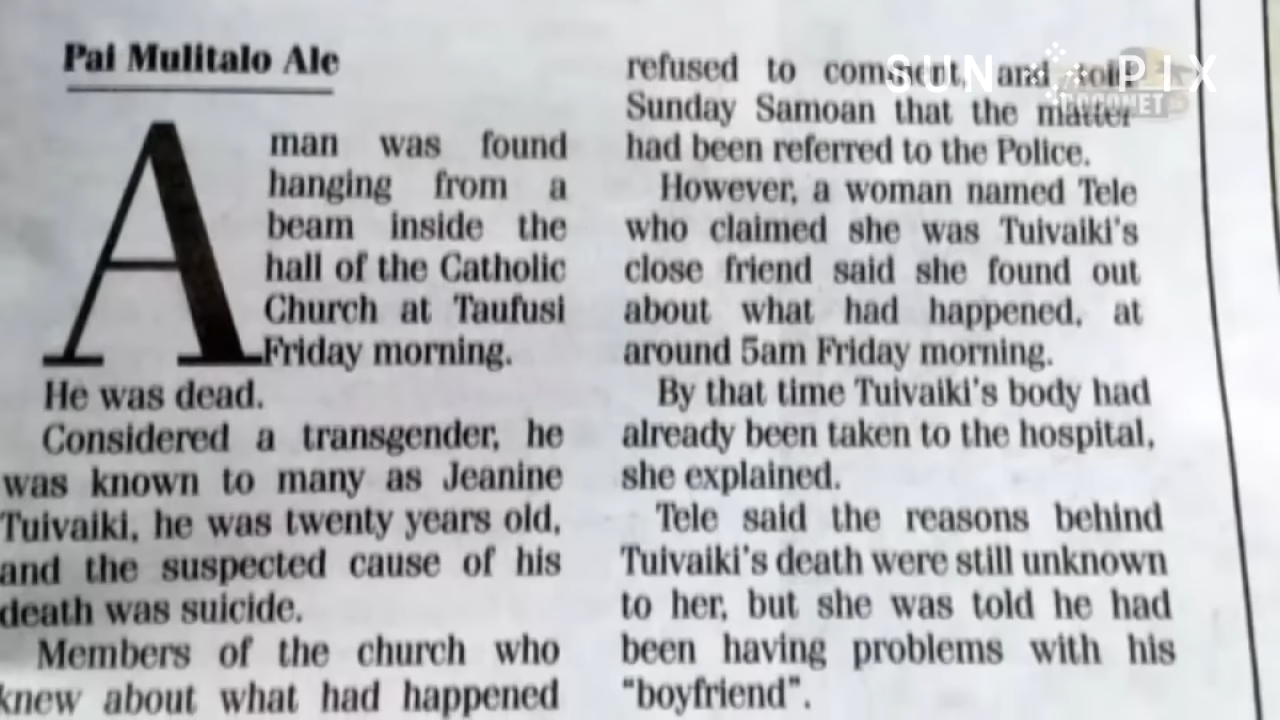 Pai Mulitalo Ale
A man was found
hanging from a
beam inside the
hall of the Catholic
Church at Taufusi
Friday morning.
He was dead.
Considered a transgender, he
was known to many as Jeanine
Tuivaiki, he was twenty years old,
and the suspected cause of his
death was suicide.
Members of the church who
knew about what had happened
refused to comment, and told
Sunday Samoan that the matter
had been referred to the Police.
However, a woman named Tele
who claimed she was Tuivaiki's
close friend said she found out
about what had happened, at
around 5am Friday morning.
By that time Tuivaiki's body had
already been taken to the hospital,
she explained.
Tele said the reasons behind
Tuivaiki's death were still unknown
to her, but she was told he had
been having problems with his
"boyfriend".
SUN PIX
COCONET